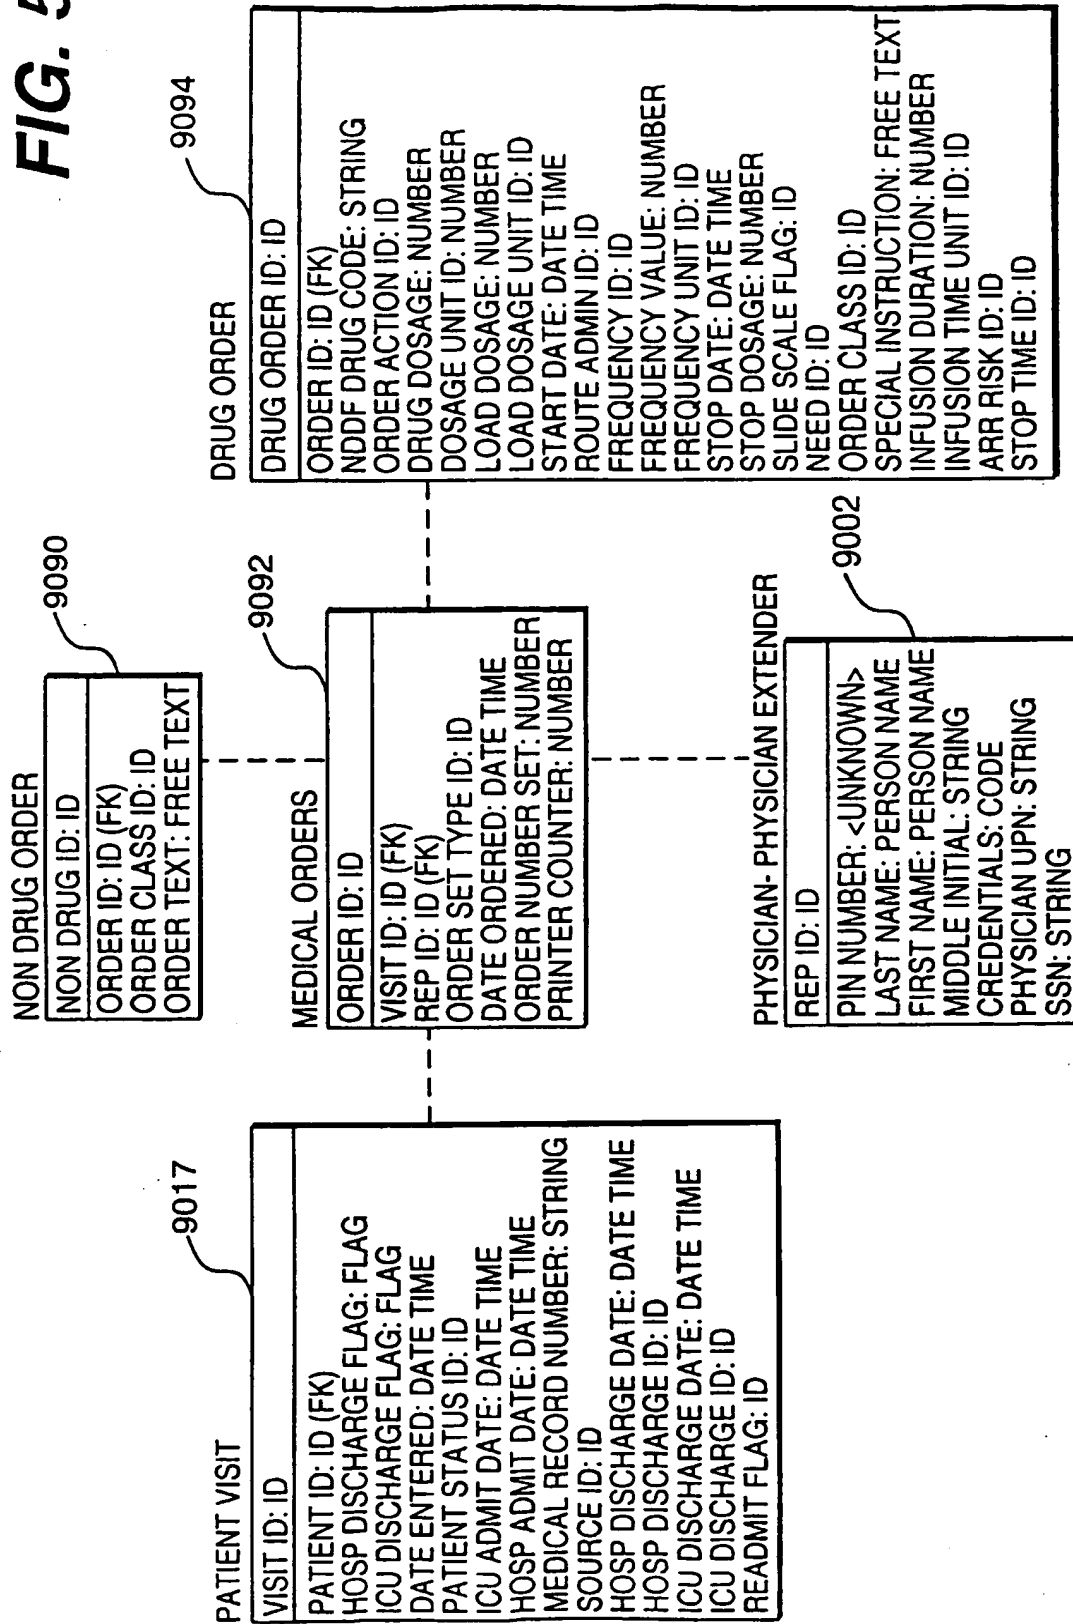 FIG. 5
PATIENT VISIT
9017
VISIT ID: ID
PATIENT ID: ID (FK)
HOSP DISCHARGE FLAG: FLAG
ICU DISCHARGE FLAG: FLAG
DATE ENTERED: DATE TIME
PATIENT STATUS ID: ID
ICU ADMIT DATE: DATE TIME
HOSP ADMIT DATE: DATE TIME
MEDICAL RECORD NUMBER: STRING
SOURCE ID: ID
HOSP DISCHARGE DATE: DATE TIME
HOSP DISCHARGE ID: ID
ICU DISCHARGE DATE: DATE TIME
ICU DISCHARGE ID: ID
READMIT FLAG: ID
NON DRUG ORDER
9090
NON DRUG ID: ID
ORDER ID: ID (FK)
ORDER CLASS ID: ID
ORDER TEXT: FREE TEXT
MEDICAL ORDERS
9092
ORDER ID: ID
VISIT ID: ID (FK)
REP ID: ID (FK)
ORDER SET TYPE ID: ID
DATE ORDERED: DATE TIME
ORDER NUMBER SET: NUMBER
PRINTER COUNTER: NUMBER
PHYSICIAN- PHYSICIAN EXTENDER
9002
REP ID: ID
PIN NUMBER: <UNKNOWN>
LAST NAME: PERSON NAME
FIRST NAME: PERSON NAME
MIDDLE INITIAL: STRING
CREDENTIALS: CODE
PHYSICIAN UPN: STRING
SSN: STRING
DRUG ORDER
9094
DRUG ORDER ID: ID
ORDER ID: ID (FK)
NDDF DRUG CODE: STRING
ORDER ACTION ID: ID
DRUG DOSAGE: NUMBER
DOSAGE UNIT ID: NUMBER
LOAD DOSAGE: NUMBER
LOAD DOSAGE UNIT ID: ID
START DATE: DATE TIME
ROUTE ADMIN ID: ID
FREQUENCY ID: ID
FREQUENCY VALUE: NUMBER
FREQUENCY UNIT ID: ID
STOP DATE: DATE TIME
STOP DOSAGE: NUMBER
SLIDE SCALE FLAG: ID
NEED ID: ID
ORDER CLASS ID: ID
SPECIAL INSTRUCTION: FREE TEXT
INFUSION DURATION: NUMBER
INFUSION TIME UNIT ID: ID
ARR RISK ID: ID
STOP TIME ID: ID